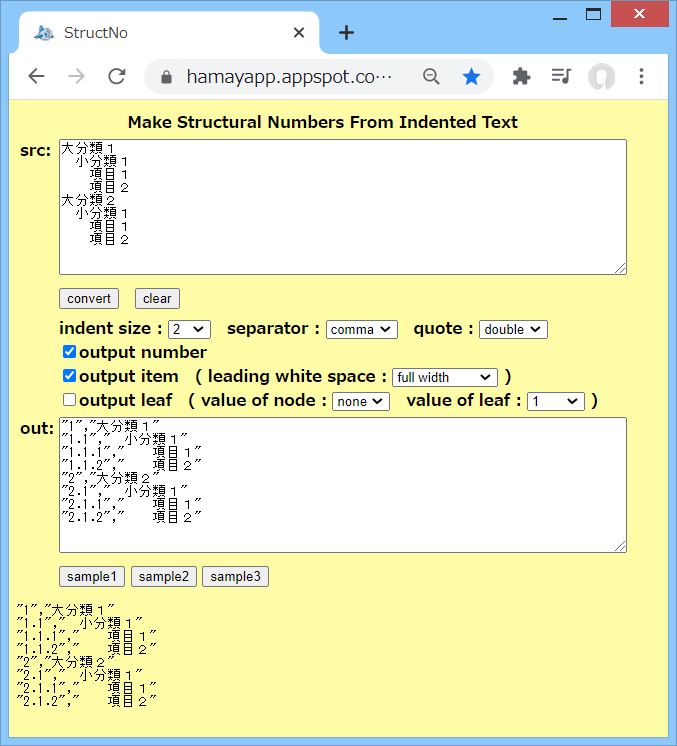 StructNo
hamayapp.appspot.co…
Make Structural Numbers From Indented Text
src:
大分類１
　小分類１
　　項目１
　　項目２
大分類２
　小分類１
　　項目１
　　項目２
convert clear
indent size : 2 separator : comma quote : double
output number
output item ( leading white space : full width )
output leaf ( value of node : none value of leaf : 1 )
out:
"1","大分類１"
"1.1","　小分類１"
"1.1.1","　　項目１"
"1.1.2","　　項目２"
"2","大分類２"
"2.1","　小分類１"
"2.1.1","　　項目１"
"2.1.2","　　項目２"
sample1 sample2 sample3
"1","大分類１"
"1.1","　小分類１"
"1.1.1","　　項目１"
"1.1.2","　　項目２"
"2","大分類２"
"2.1","　小分類１"
"2.1.1","　　項目１"
"2.1.2","　　項目２"